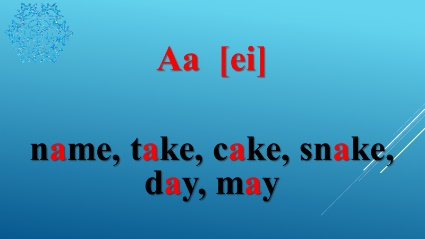 Aa [ei]
name, take, cake, snake,
day, may